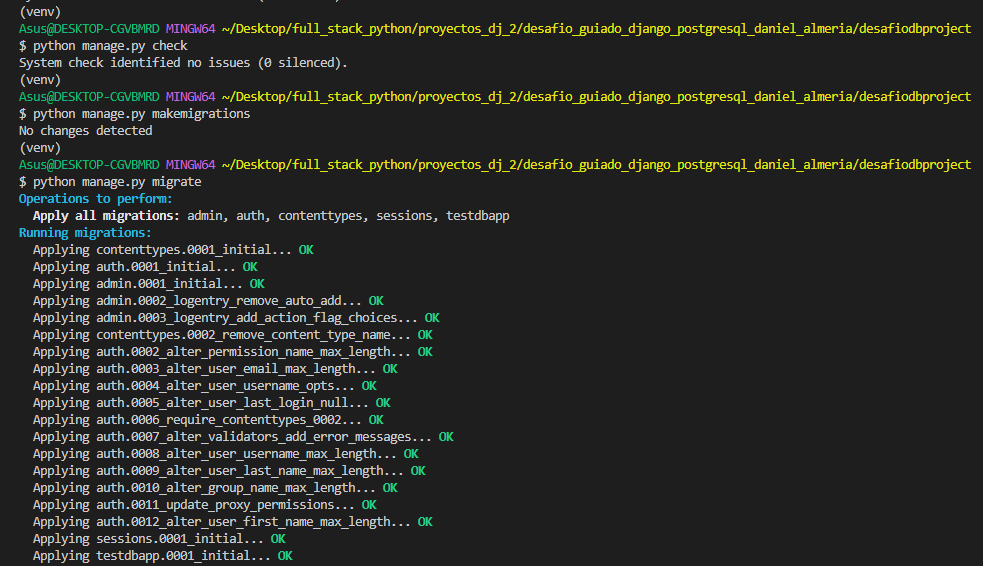 (venv)
Asus@DESKTOP-CGVBMRD MINGW64 ~/Desktop/full_stack_python/proyectos_dj_2/desafio_guiado_django_postgresql_daniel_almeria/desafiodbproject
$ python manage.py check
System check identified no issues (0 silenced).
(venv)
Asus@DESKTOP-CGVBMRD MINGW64 ~/Desktop/full_stack_python/proyectos_dj_2/desafio_guiado_django_postgresql_daniel_almeria/desafiodbproject
$ python manage.py makemigrations
No changes detected
(venv)
Asus@DESKTOP-CGVBMRD MINGW64 ~/Desktop/full_stack_python/proyectos_dj_2/desafio_guiado_django_postgresql_daniel_almeria/desafiodbproject
$ python manage.py migrate
Operations to perform:
  Apply all migrations: admin, auth, contenttypes, sessions, testdbapp
Running migrations:
  Applying contenttypes.0001_initial... OK
  Applying auth.0001_initial... OK
  Applying admin.0001_initial... OK
  Applying admin.0002_logentry_remove_auto_add... OK
  Applying admin.0003_logentry_add_action_flag_choices... OK
  Applying contenttypes.0002_remove_content_type_name... OK
  Applying auth.0002_alter_permission_name_max_length... OK
  Applying auth.0003_alter_user_email_max_length... OK
  Applying auth.0004_alter_user_username_opts... OK
  Applying auth.0005_alter_user_last_login_null... OK
  Applying auth.0006_require_contenttypes_0002... OK
  Applying auth.0007_alter_validators_add_error_messages... OK
  Applying auth.0008_alter_user_username_max_length... OK
  Applying auth.0009_alter_user_last_name_max_length... OK
  Applying auth.0010_alter_group_name_max_length... OK
  Applying auth.0011_update_proxy_permissions... OK
  Applying auth.0012_alter_user_first_name_max_length... OK
  Applying sessions.0001_initial... OK
  Applying testdbapp.0001_initial... OK